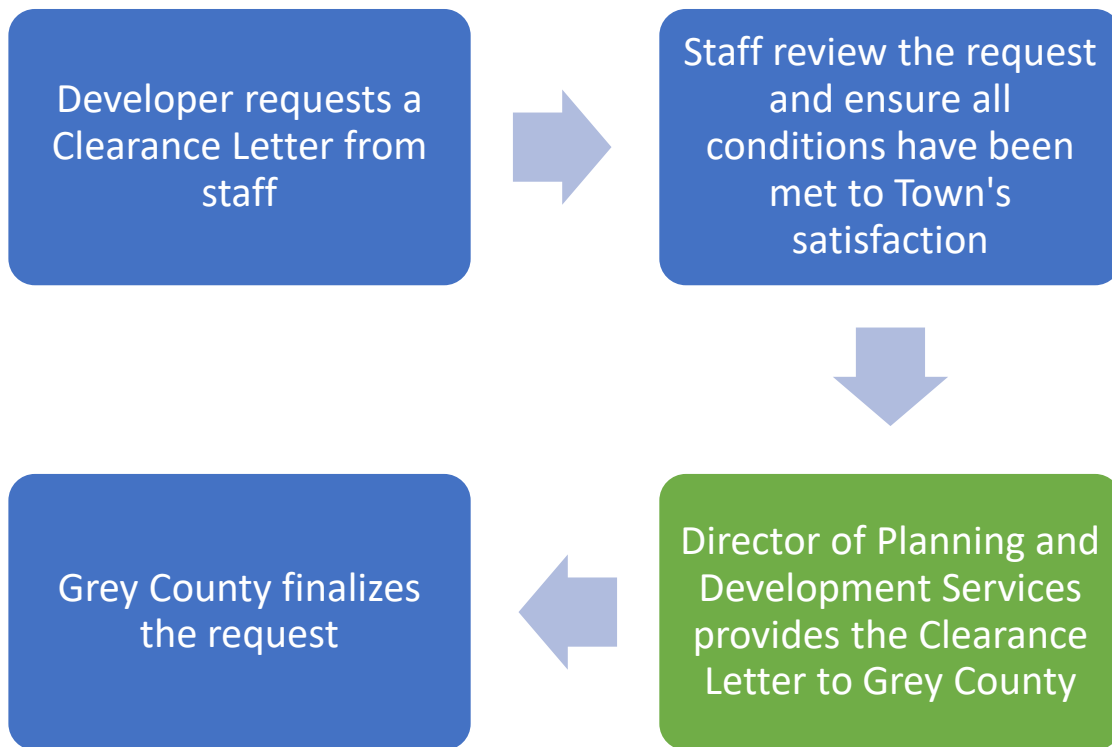 Developer requests a
Clearance Letter from
staff
Staff review the request
and ensure all
conditions have been
met to Town's
satisfaction
Director of Planning and
Development Services
provides the Clearance
Letter to Grey County
Grey County finalizes
the request